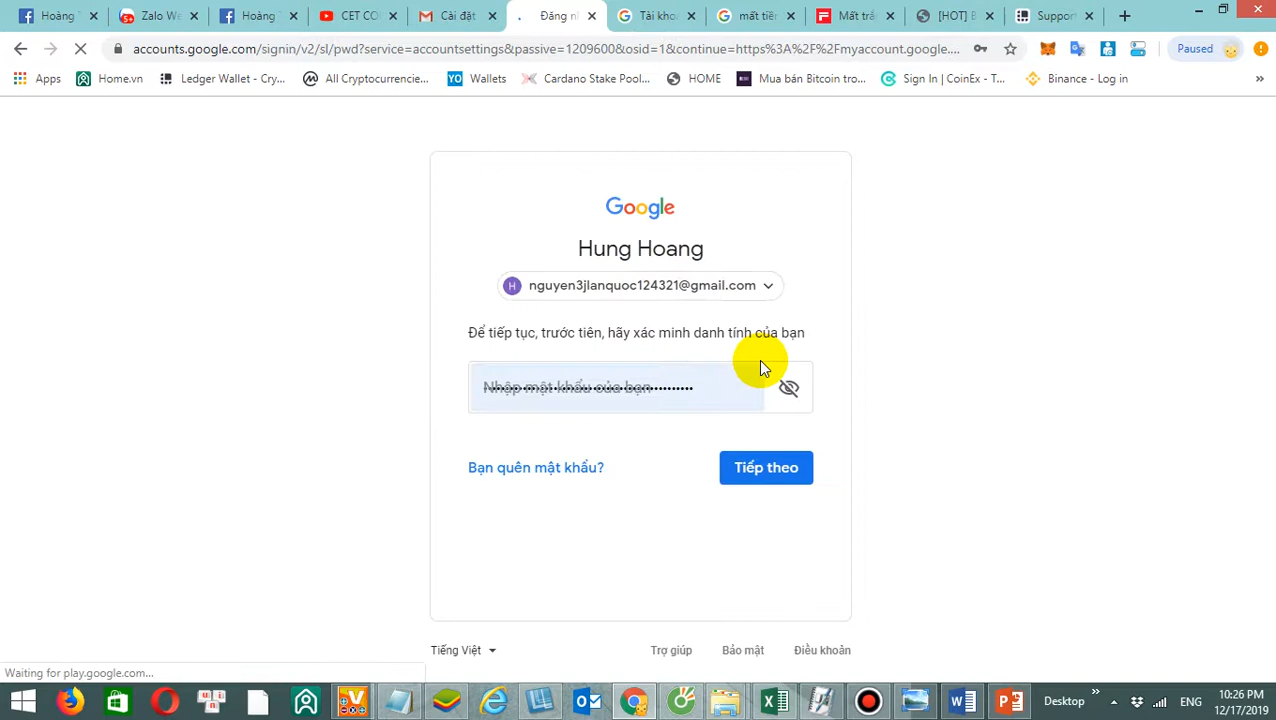 Hoàng
Zalo We
Hoàng
CET CO
Cài đặt
Đăng n
Tài kho
mất tiền
Mất trắ
[HOT] B
Support
accounts.google.com/signin/v2/sl/pwd?service=accountsettings&passive=1209600&osid=1&continue=https%3A%2F%2Fmyaccount.google....
Paused
Apps
Home.vn
Ledger Wallet - Cry...
All Cryptocurrencie...
YO Wallets
Cardano Stake Pool...
HOME
Mua bán Bitcoin tro...
Sign In | CoinEx - T...
Binance - Log in
»
Google
Hung Hoang
H nguyen3jlanquoc124321@gmail.com
Để tiếp tục, trước tiên, hãy xác minh danh tính của bạn
Nhập mật khẩu của bạn
Bạn quên mật khẩu?
Tiếp theo
Tiếng Việt
Trợ giúp
Bảo mật
Điều khoản
Waiting for play.google.com...
Desktop
ENG
10:26 PM
12/17/2019